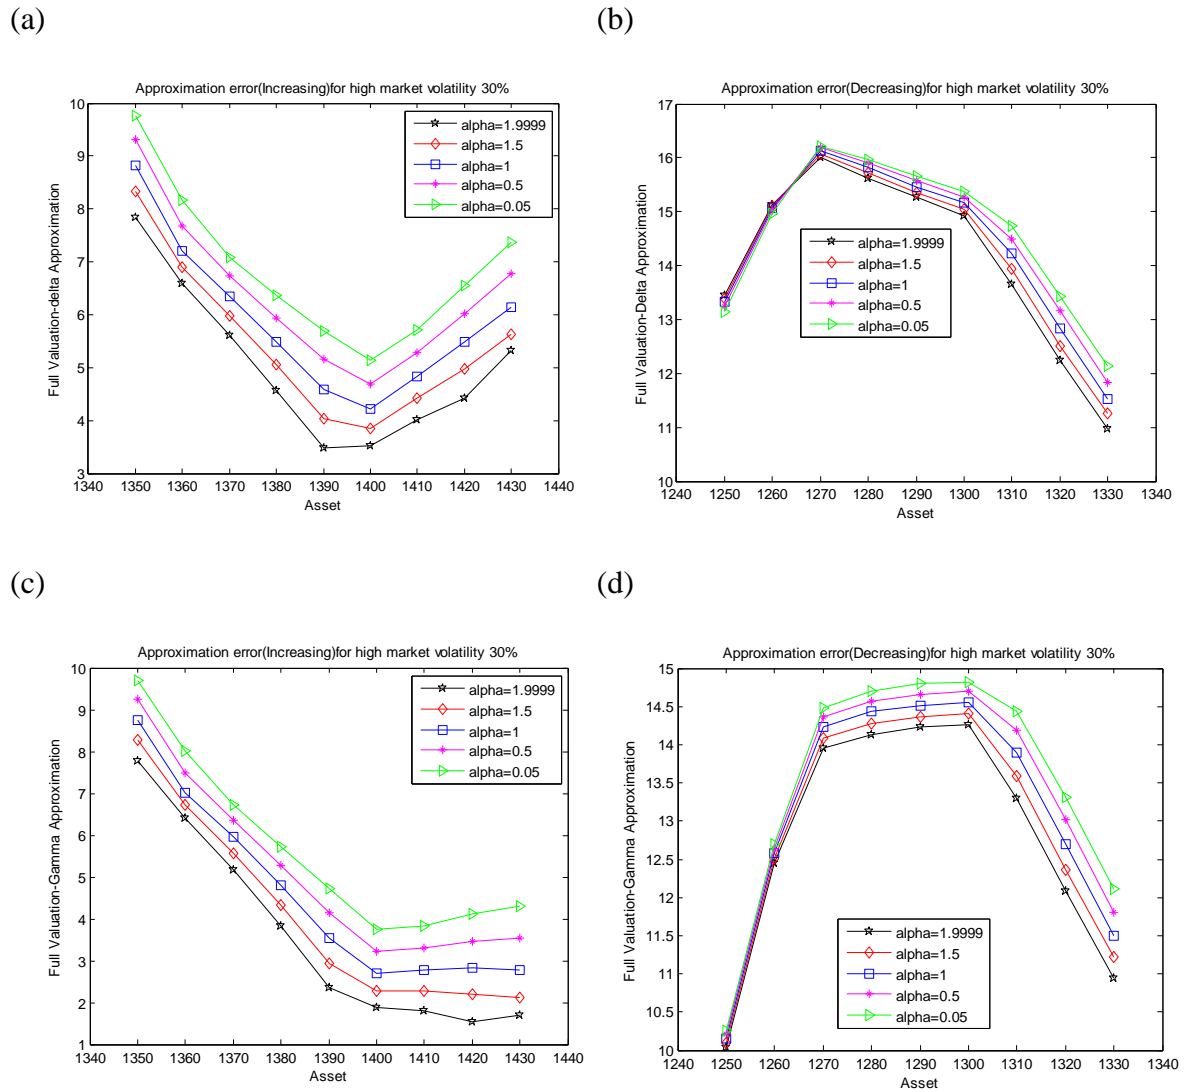 (a)
Approximation error(Increasing)for high market volatility 30%
Full Valuation-delta Approximation
10
9
8
7
6
5
4
3
1340 1350 1360 1370 1380 1390 1400 1410 1420 1430 1440
Asset
alpha=1.9999
alpha=1.5
alpha=1
alpha=0.5
alpha=0.05
(b)
Approximation error(Decreasing)for high market volatility 30%
Full Valuation-Delta Approximation
17
16
15
14
13
12
11
10
1240 1250 1260 1270 1280 1290 1300 1310 1320 1330 1340
Asset
alpha=1.9999
alpha=1.5
alpha=1
alpha=0.5
alpha=0.05
(c)
Approximation error(Increasing)for high market volatility 30%
Full Valuation-Gamma Approximation
10
9
8
7
6
5
4
3
2
1
1340 1350 1360 1370 1380 1390 1400 1410 1420 1430 1440
Asset
alpha=1.9999
alpha=1.5
alpha=1
alpha=0.5
alpha=0.05
(d)
Approximation error(Decreasing)for high market volatility 30%
Full Valuation-Gamma Approximation
15
14.5
14
13.5
13
12.5
12
11.5
11
10.5
10
1240 1250 1260 1270 1280 1290 1300 1310 1320 1330 1340
Asset
alpha=1.9999
alpha=1.5
alpha=1
alpha=0.5
alpha=0.05